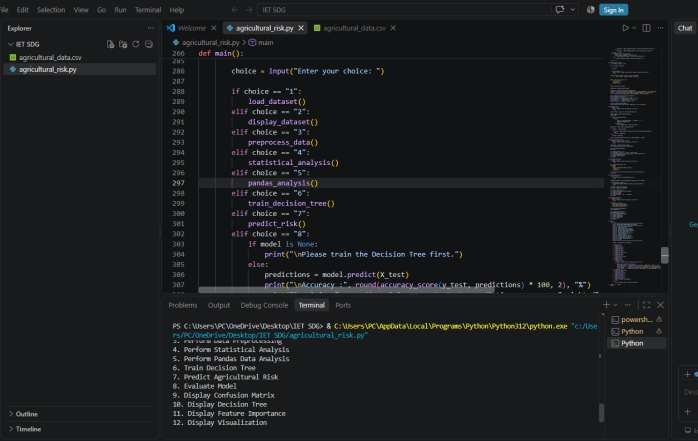 File Edit Selection View Go Run Terminal Help
IET SDG
Sign In
Explorer
IET SDG
agricultural_data.csv
agricultural_risk.py
Outline
Timeline
Welcome
agricultural_risk.py
agricultural_data.csv
agricultural_risk.py > main
266 def main():
285
286 choice = input("Enter your choice: ")
287
288 if choice == "1":
289 load_dataset()
290 elif choice == "2":
291 display_dataset()
292 elif choice == "3":
293 preprocess_data()
294 elif choice == "4":
295 statistical_analysis()
296 elif choice == "5":
297 pandas_analysis()
298 elif choice == "6":
299 train_decision_tree()
300 elif choice == "7":
301 predict_risk()
302 elif choice == "8":
303 if model is None:
304 print("\nPlease train the Decision Tree first.")
305 else:
306 predictions = model.predict(X_test)
307 print("\nAccuracy :", round(accuracy_score(y_test, predictions) * 100, 2), "%")
Chat
Problems Output Debug Console Terminal Ports
PS C:\Users\PC\OneDrive\Desktop\IET SDG> & C:\Users\PC\AppData\Local\Programs\Python\Python312\python.exe "c:/Use
rs/PC/OneDrive/Desktop/IET SDG/agricultural_risk.py"
3. Perform Data Preprocessing
4. Perform Statistical Analysis
5. Perform Pandas Data Analysis
6. Train Decision Tree
7. Predict Agricultural Risk
8. Evaluate Model
9. Display Confusion Matrix
10. Display Decision Tree
11. Display Feature Importance
12. Display Visualization
powersh...
Python
Python